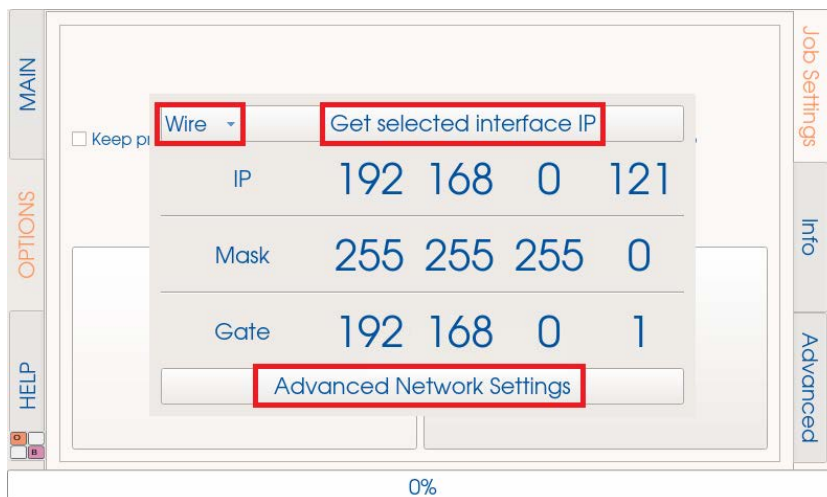 MAIN
OPTIONS
HELP
O
B
Keep pr
Wire
Get selected interface IP
IP 192 168 0 121
Mask 255 255 255 0
Gate 192 168 0 1
Advanced Network Settings
Job Settings
Info
Advanced
0%